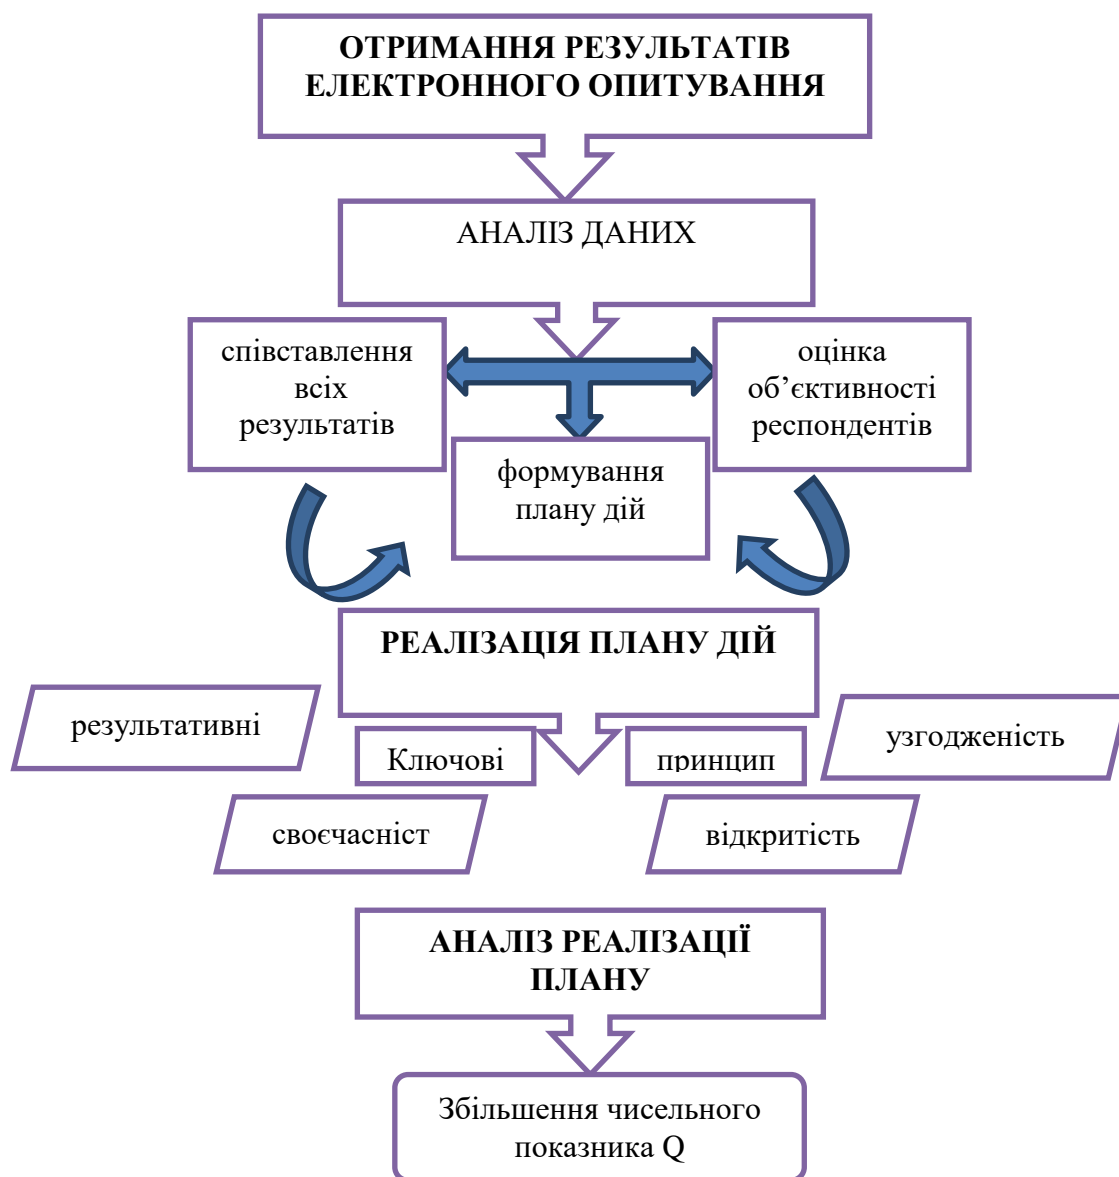 ОТРИМАННЯ РЕЗУЛЬТАТІВ
ЕЛЕКТРОННОГО ОПИТУВАННЯ
АНАЛІЗ ДАНИХ
співставлення
всіх
результатів
оцінка
об’єктивності
респондентів
формування
плану дій
РЕАЛІЗАЦІЯ ПЛАНУ ДІЙ
результативні
узгодженість
Ключові
принцип
своєчасніст
відкритість
АНАЛІЗ РЕАЛІЗАЦІЇ
ПЛАНУ
Збільшення чисельного
показника Q